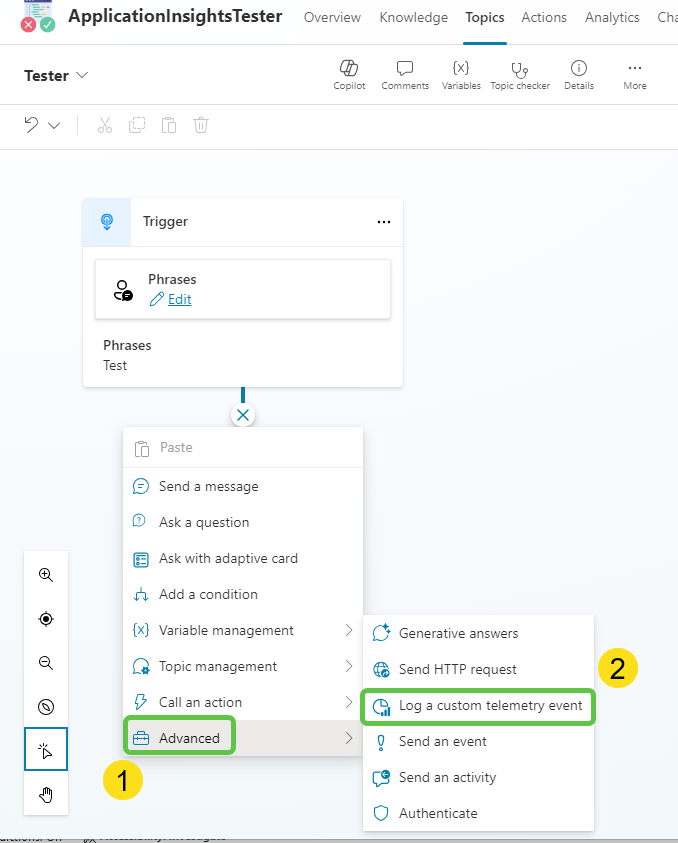 ApplicationInsightsTester
Overview Knowledge Topics Actions Analytics Cha
Tester
Copilot Comments Variables Topic checker Details More
Trigger
Phrases
Edit
Phrases
Test
Paste
Send a message
Ask a question
Ask with adaptive card
Add a condition
Variable management
Topic management
Call an action
Advanced
1
Generative answers
Send HTTP request
2
Log a custom telemetry event
Send an event
Send an activity
Authenticate